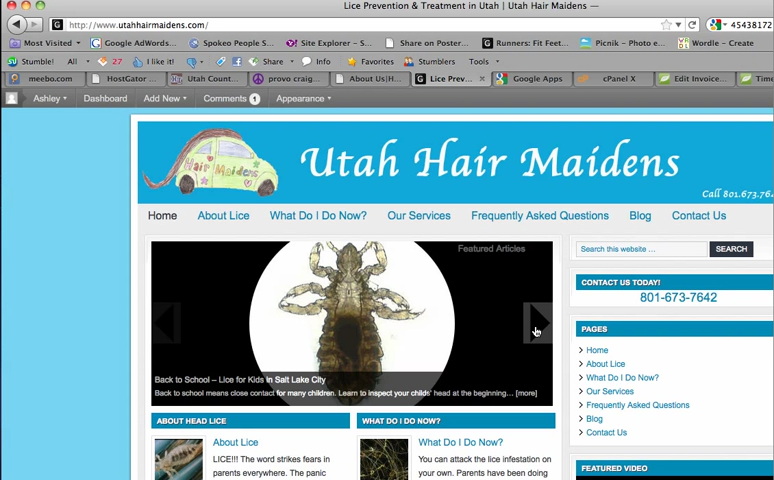 Lice Prevention & Treatment in Utah | Utah Hair Maidens —
http://www.utahhairmaidens.com/
45438172
Most Visited
Google AdWords...
Spokeo People S...
Site Explorer – S...
Share on Poster...
Runners: Fit Feet...
Picnik – Photo e...
Wordle – Create
Stumble!
All
27
I like it!
Share
Info
Favorites
Stumblers
Tools
meebo.com
HostGator ...
Utah Count...
provo craig...
About Us|H...
Lice Prev...
Google Apps
cPanel X
Edit Invoice...
Time
Ashley
Dashboard
Add New
Comments 1
Appearance
Hair Maidens
Utah Hair Maidens
Call 801.673.764
Home
About Lice
What Do I Do Now?
Our Services
Frequently Asked Questions
Blog
Contact Us
Featured Articles
Back to School – Lice for Kids in Salt Lake City
Back to school means close contact for many children. Learn to inspect your childs' head at the beginning... [more]
Search this website ...
SEARCH
CONTACT US TODAY!
801-673-7642
PAGES
Home
About Lice
What Do I Do Now?
Our Services
Frequently Asked Questions
Blog
Contact Us
FEATURED VIDEO
ABOUT HEAD LICE
About Lice
LICE!!! The word strikes fears in
parents everywhere. The panic
WHAT DO I DO NOW?
What Do I Do Now?
You can attack the lice infestation on
your own. Parents have been doing